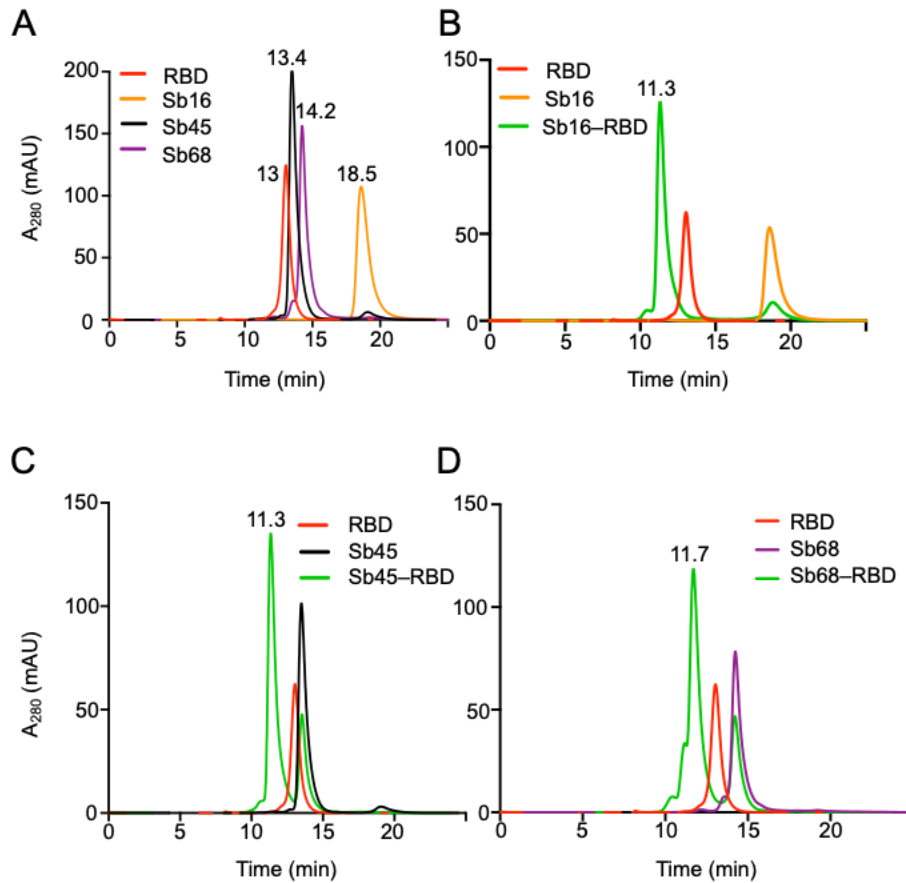 A
13.4
200
RBD
Sb16
14.2
150
Sb45
Sb68
13
18.5
100
50
0
0
5
10
15
20
A280 (mAU)
Time (min)
B
150
RBD
11.3
Sb16
Sb16–RBD
100
50
0
0
5
10
15
20
Time (min)
C
150
11.3
RBD
Sb45
Sb45–RBD
100
50
0
0
5
10
15
20
A280 (mAU)
Time (min)
D
150
RBD
11.7
Sb68
Sb68–RBD
100
50
0
0
5
10
15
20
Time (min)